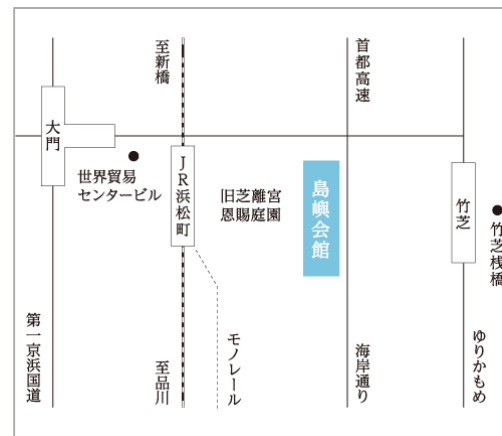 至新橋
首都高速
大門
世界貿易
センタービル
JR浜松町
旧芝離宮
恩賜庭園
島嶼会館
竹芝
竹芝桟橋
第一京浜国道
至品川
モノレール
海岸通り
ゆりかもめ